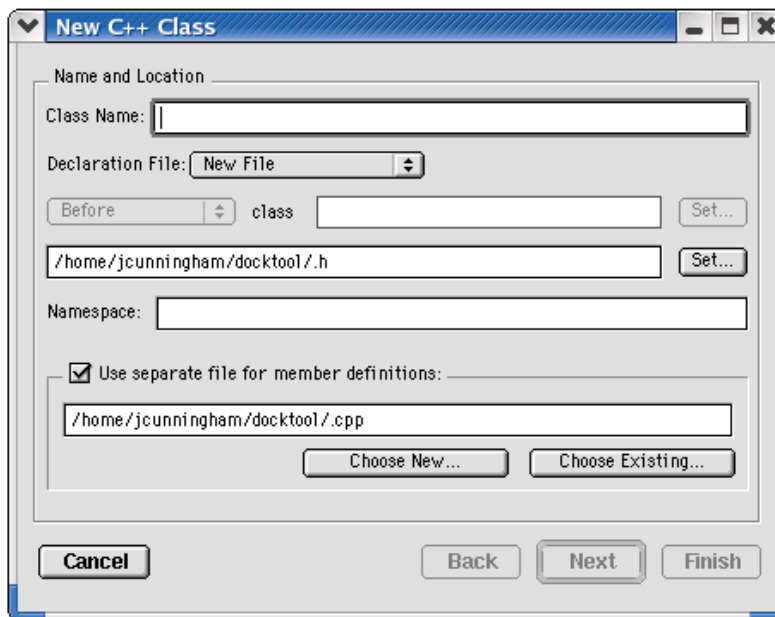 New C++ Class
Name and Location
Class Name:
Declaration File: New File
Before class Set...
/home/jcunningham/docktool/.h Set...
Namespace:
Use separate file for member definitions:
/home/jcunningham/docktool/.cpp
Choose New... Choose Existing...
Cancel Back Next Finish